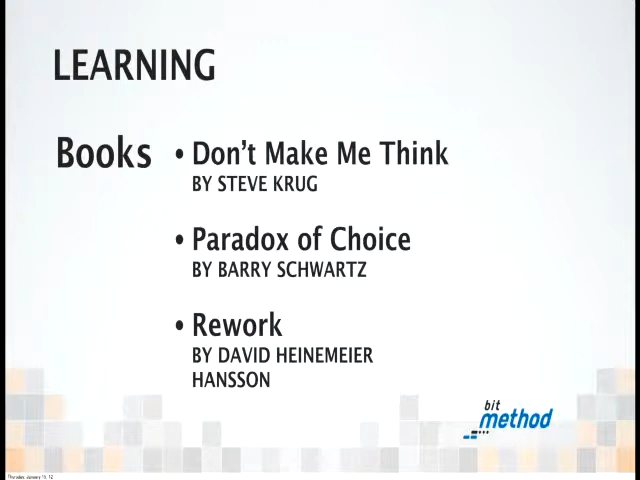 LEARNING
Books
• Don't Make Me Think
BY STEVE KRUG
• Paradox of Choice
BY BARRY SCHWARTZ
• Rework
BY DAVID HEINEMEIER
HANSSON
bit
method